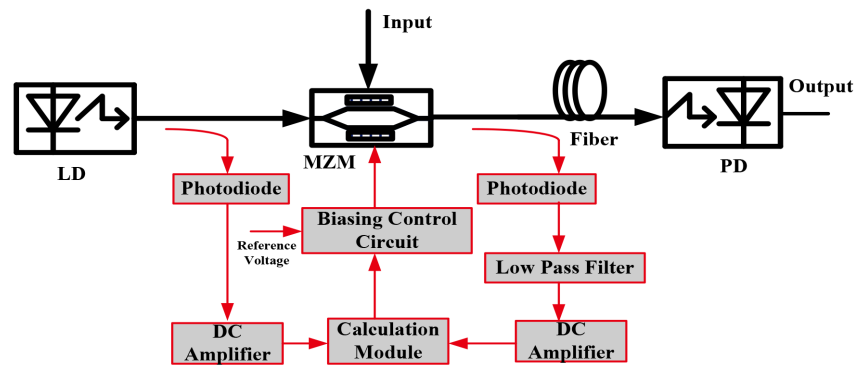 Input
Output
LD
MZM
Fiber
PD
Photodiode
Photodiode
Biasing Control
Circuit
Reference
Voltage
Low Pass Filter
DC
Amplifier
Calculation
Module
DC
Amplifier